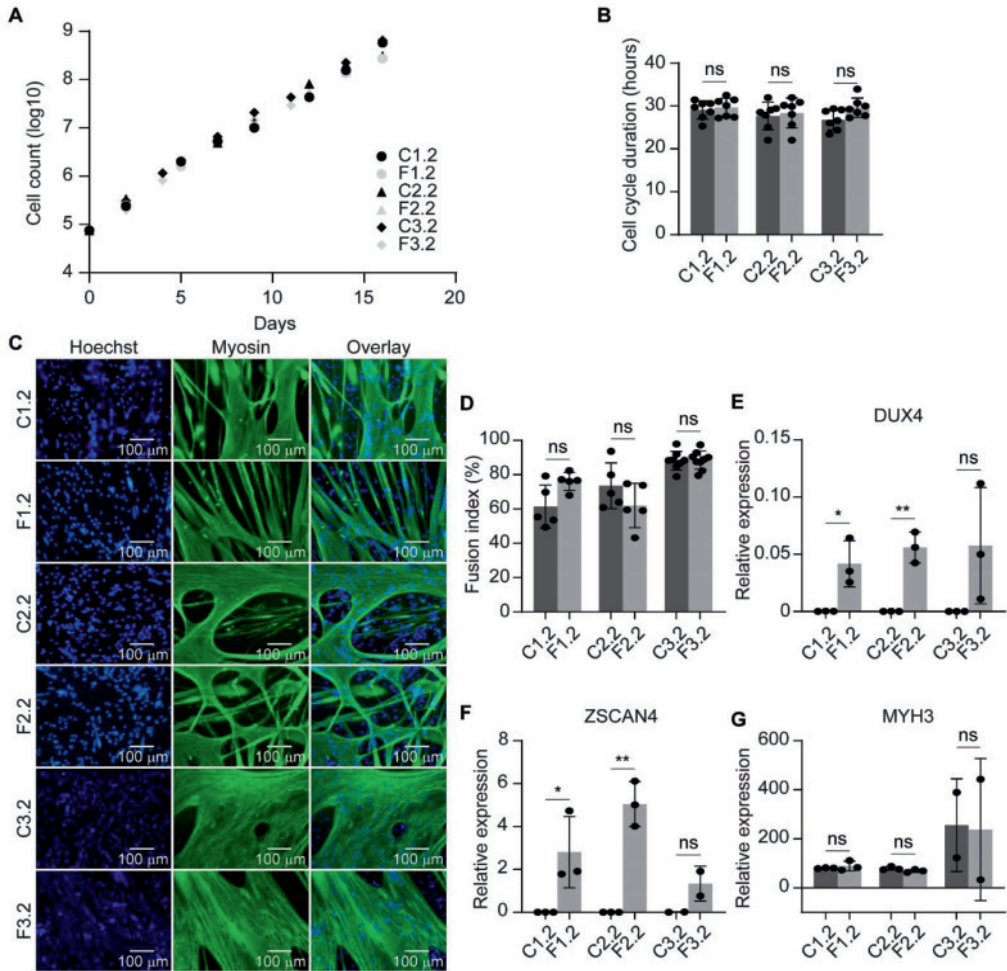 A
Cell count (log10)
9
8
7
6
5
4
0
5
10
15
20
Days
C1.2
F1.2
C2.2
F2.2
C3.2
F3.2
B
Cell cycle duration (hours)
40
30
20
10
0
ns
ns
ns
C1.2
F1.2
C2.2
F2.2
C3.2
F3.2
C
Hoechst Myosin Overlay
C1.2
100 µm 100 µm 100 µm
F1.2
100 µm 100 µm 100 µm
C2.2
100 µm 100 µm 100 µm
F2.2
100 µm 100 µm 100 µm
C3.2
100 µm 100 µm 100 µm
F3.2
100 µm 100 µm 100 µm
D
Fusion index (%)
100
80
60
40
20
0
ns
ns
ns
C1.2
F1.2
C2.2
F2.2
C3.2
F3.2
E
DUX4
Relative expression
0.15
0.10
0.05
0.00
*
**
ns
C1.2
F1.2
C2.2
F2.2
C3.2
F3.2
F
ZSCAN4
Relative expression
8
6
4
2
0
*
**
ns
C1.2
F1.2
C2.2
F2.2
C3.2
F3.2
G
MYH3
Relative expression
600
400
200
0
ns
ns
ns
C1.2
F1.2
C2.2
F2.2
C3.2
F3.2